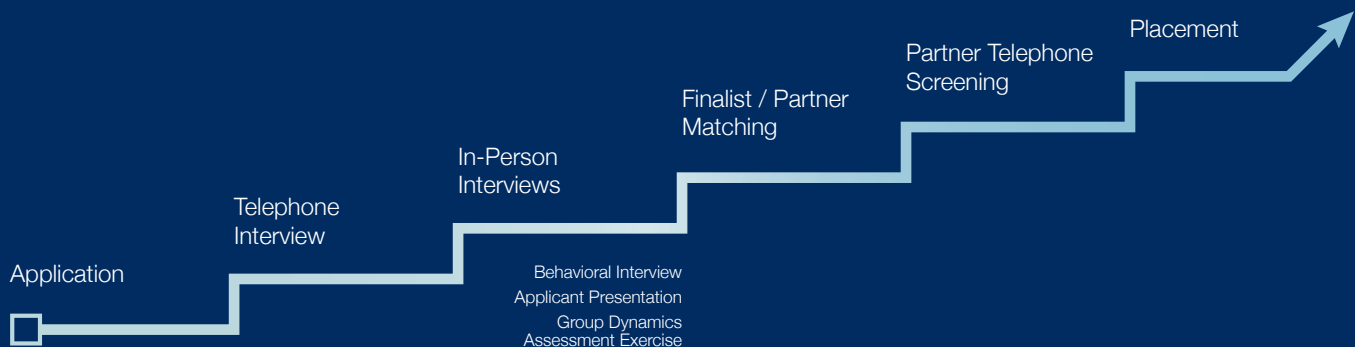 Application
Telephone
Interview
In-Person
Interviews
Behavioral Interview
Applicant Presentation
Group Dynamics
Assessment Exercise
Finalist / Partner
Matching
Partner Telephone
Screening
Placement